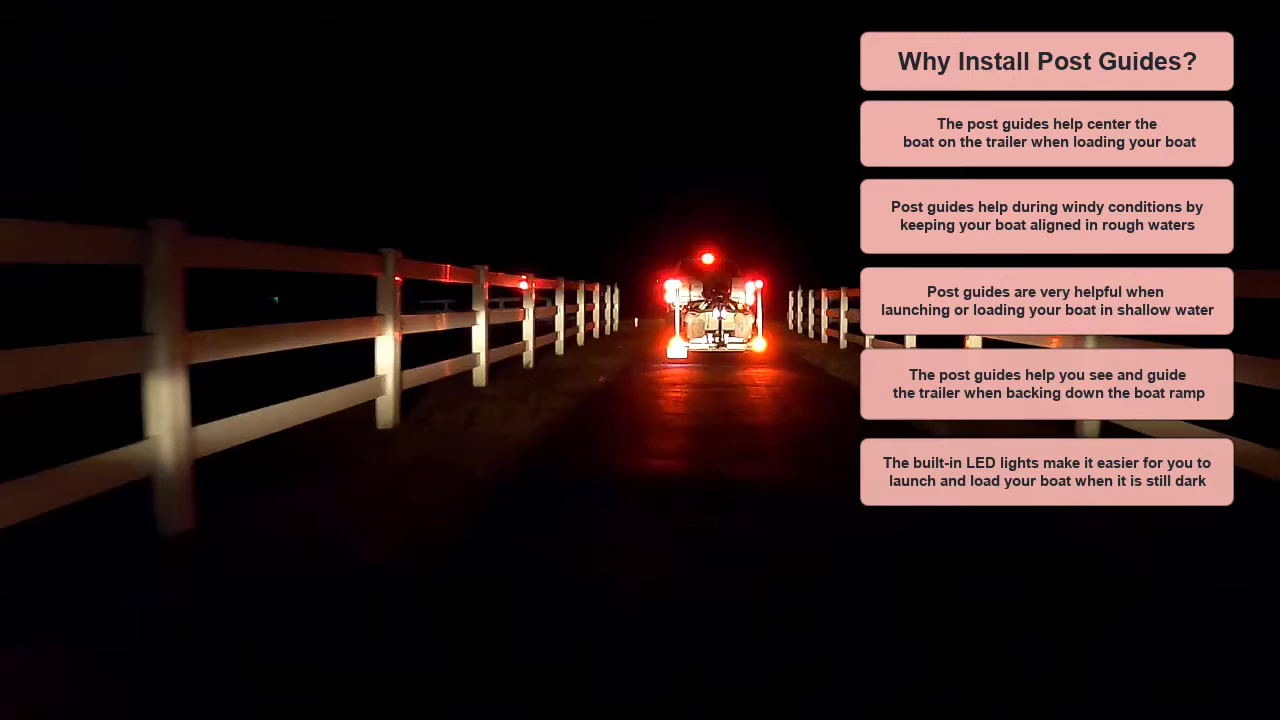 Why Install Post Guides?
The post guides help center the
boat on the trailer when loading your boat
Post guides help during windy conditions by
keeping your boat aligned in rough waters
Post guides are very helpful when
launching or loading your boat in shallow water
The post guides help you see and guide
the trailer when backing down the boat ramp
The built-in LED lights make it easier for you to
launch and load your boat when it is still dark